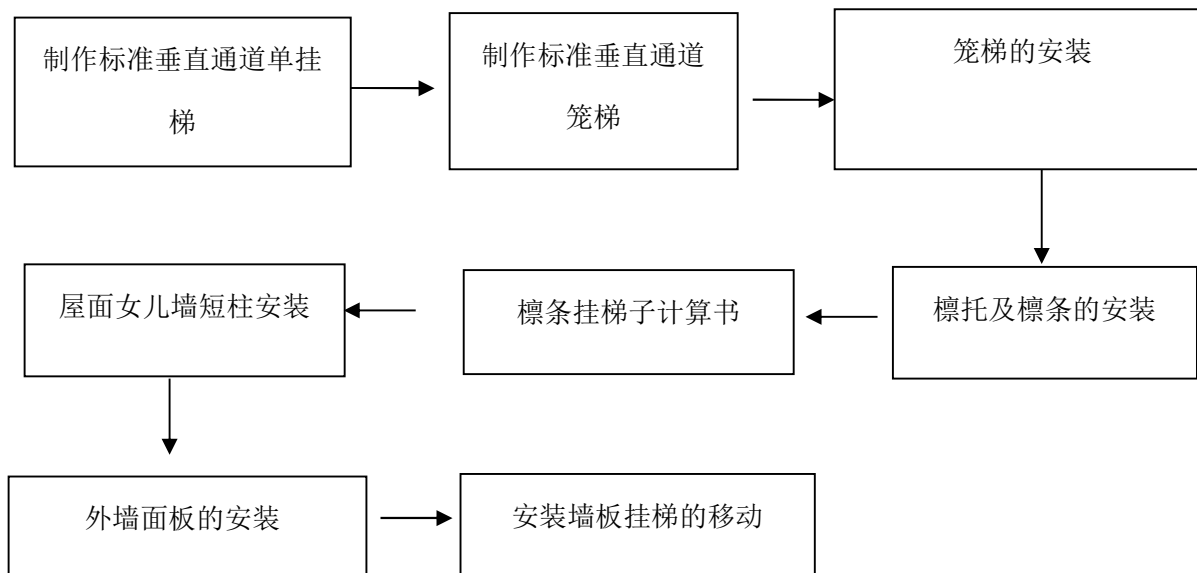 制作标准垂直通道单挂
梯
制作标准垂直通道
笼梯
笼梯的安装
檩托及檩条的安装
檩条挂梯子计算书
屋面女儿墙短柱安装
外墙面板的安装
安装墙板挂梯的移动